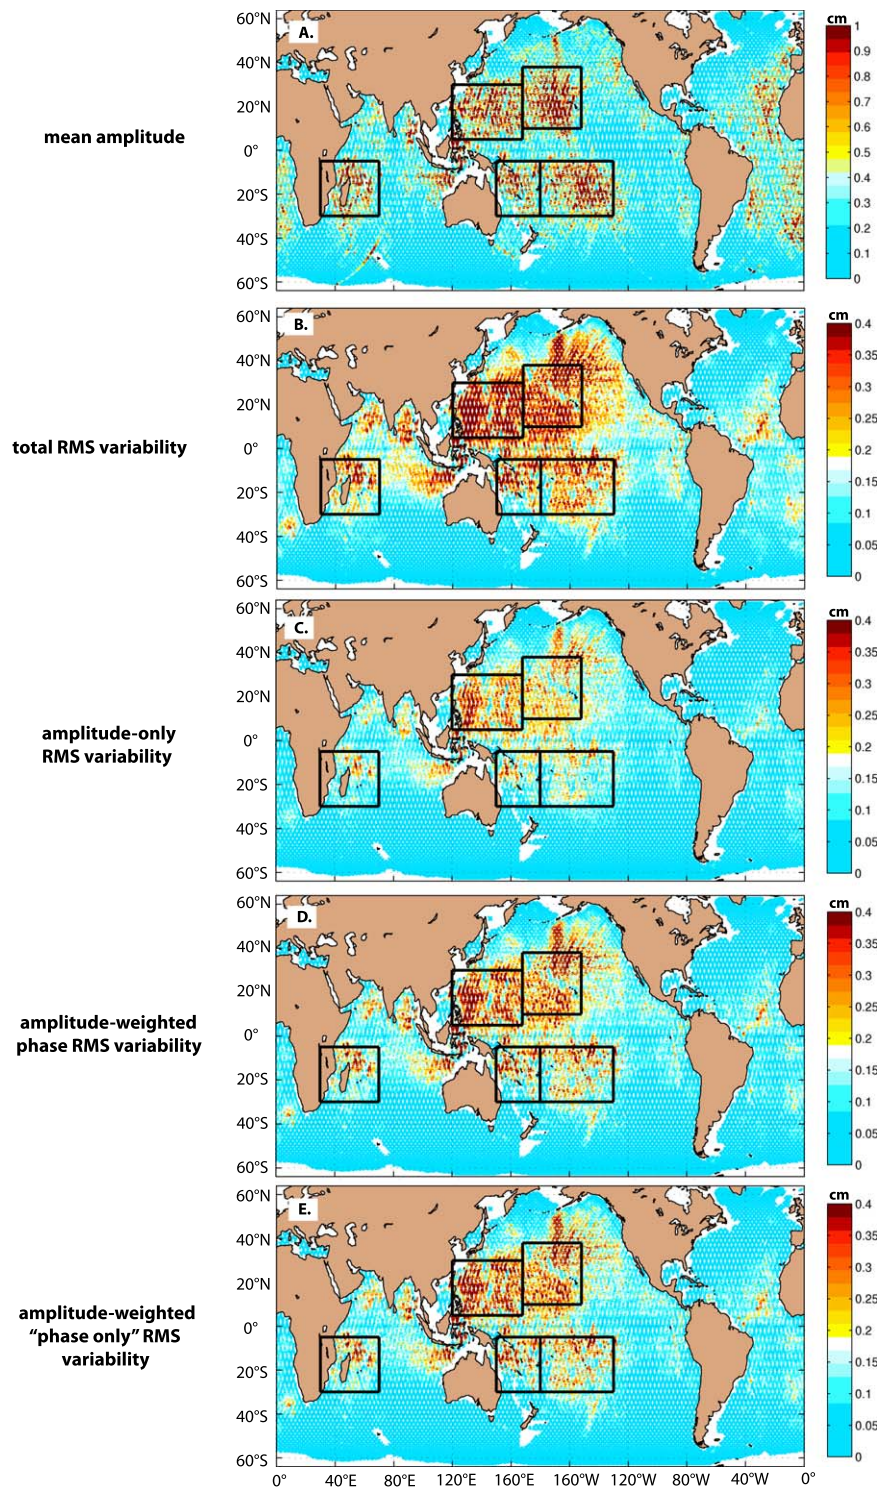 60°N
A.
40°N
20°N
0°
20°S
40°S
60°S
mean amplitude
cm
1
0.9
0.8
0.7
0.6
0.5
0.4
0.3
0.2
0.1
0
60°N
B.
40°N
20°N
0°
20°S
40°S
60°S
total RMS variability
cm
0.4
0.35
0.3
0.25
0.2
0.15
0.1
0.05
0
60°N
C.
40°N
20°N
0°
20°S
40°S
60°S
amplitude-only
RMS variability
cm
0.4
0.35
0.3
0.25
0.2
0.15
0.1
0.05
0
60°N
D.
40°N
20°N
0°
20°S
40°S
60°S
amplitude-weighted
phase RMS variability
cm
0.4
0.35
0.3
0.25
0.2
0.15
0.1
0.05
0
60°N
E.
40°N
20°N
0°
20°S
40°S
60°S
amplitude-weighted
“phase only” RMS
variability
cm
0.4
0.35
0.3
0.25
0.2
0.15
0.1
0.05
0
0° 40°E 80°E 120°E 160°E 160°W 120°W 80°W 40°W 0°